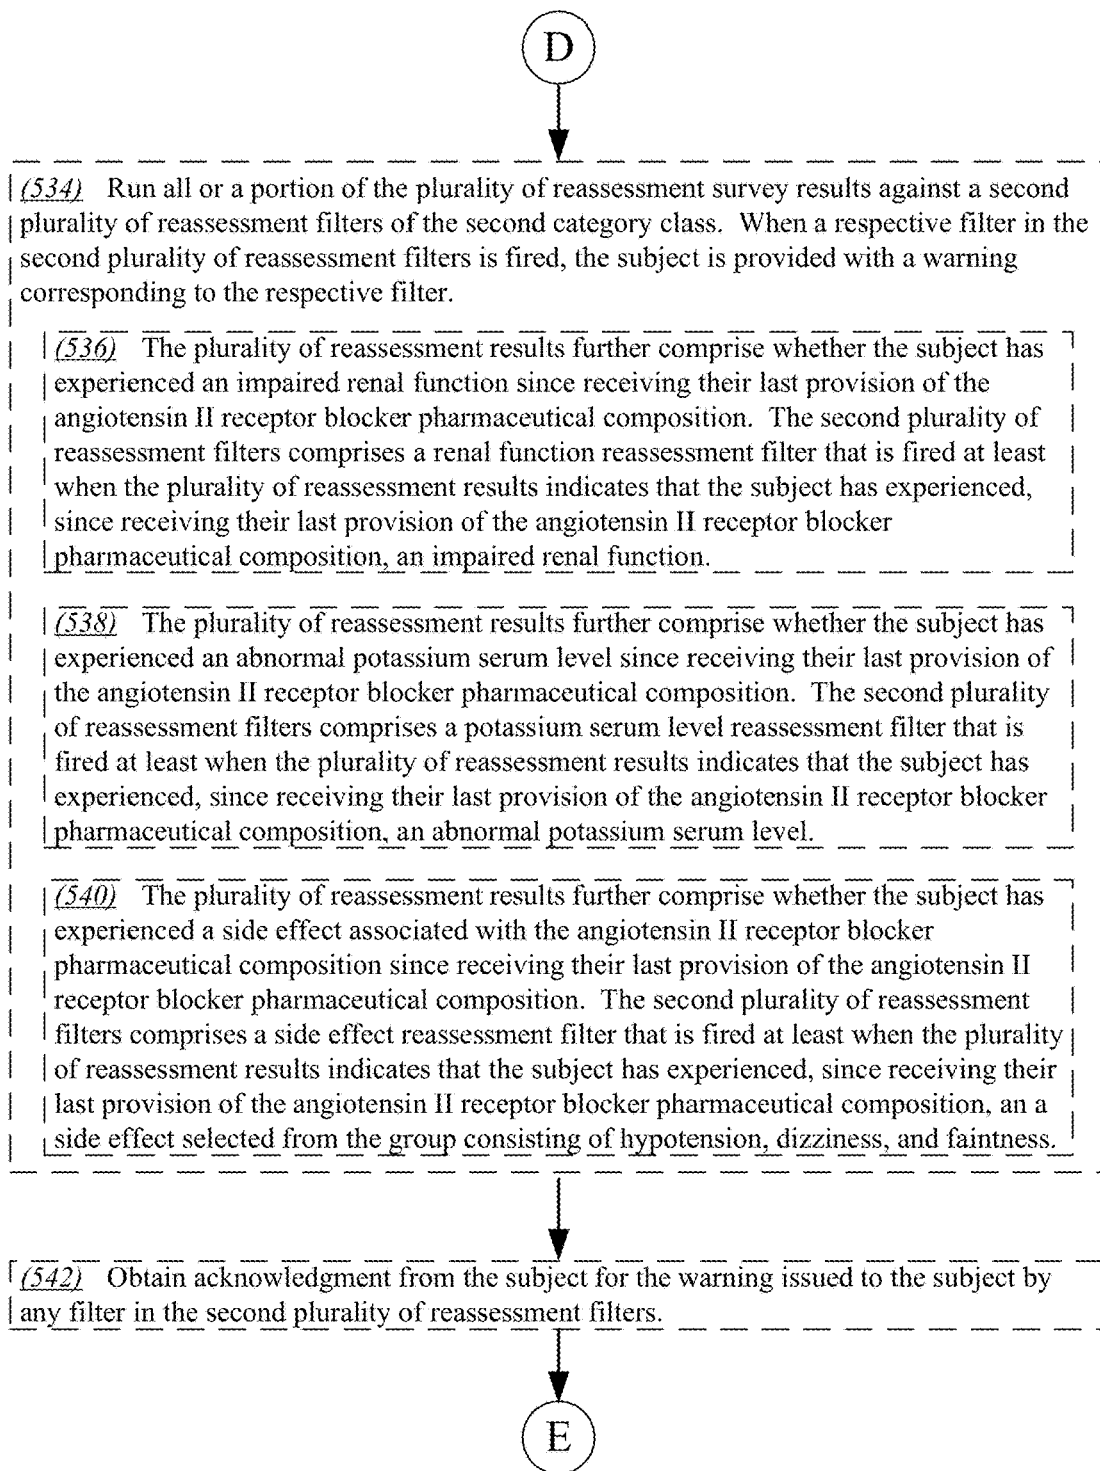 D
(534) Run all or a portion of the plurality of reassessment survey results against a second
plurality of reassessment filters of the second category class. When a respective filter in the
second plurality of reassessment filters is fired, the subject is provided with a warning
corresponding to the respective filter.
(536) The plurality of reassessment results further comprise whether the subject has
experienced an impaired renal function since receiving their last provision of the
angiotensin II receptor blocker pharmaceutical composition. The second plurality of
reassessment filters comprises a renal function reassessment filter that is fired at least
when the plurality of reassessment results indicates that the subject has experienced,
since receiving their last provision of the angiotensin II receptor blocker
pharmaceutical composition, an impaired renal function.
(538) The plurality of reassessment results further comprise whether the subject has
experienced an abnormal potassium serum level since receiving their last provision of
the angiotensin II receptor blocker pharmaceutical composition. The second plurality
of reassessment filters comprises a potassium serum level reassessment filter that is
fired at least when the plurality of reassessment results indicates that the subject has
experienced, since receiving their last provision of the angiotensin II receptor blocker
pharmaceutical composition, an abnormal potassium serum level.
(540) The plurality of reassessment results further comprise whether the subject has
experienced a side effect associated with the angiotensin II receptor blocker
pharmaceutical composition since receiving their last provision of the angiotensin II
receptor blocker pharmaceutical composition. The second plurality of reassessment
filters comprises a side effect reassessment filter that is fired at least when the plurality
of reassessment results indicates that the subject has experienced, since receiving their
last provision of the angiotensin II receptor blocker pharmaceutical composition, an a
side effect selected from the group consisting of hypotension, dizziness, and faintness.
(542) Obtain acknowledgment from the subject for the warning issued to the subject by
any filter in the second plurality of reassessment filters.
E